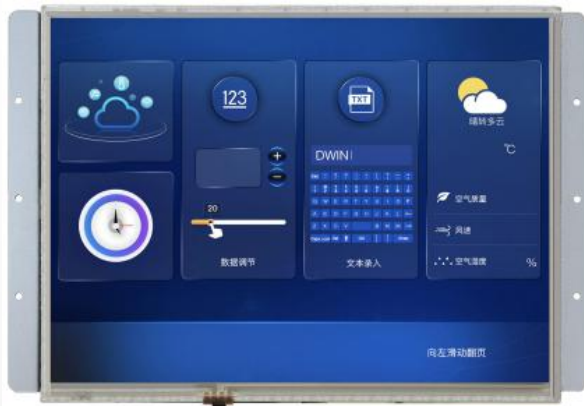 123
20
数据调节
TXT
DWIN
文本录入
晴转多云
℃
空气质量
风速
空气湿度 %
向左滑动翻页